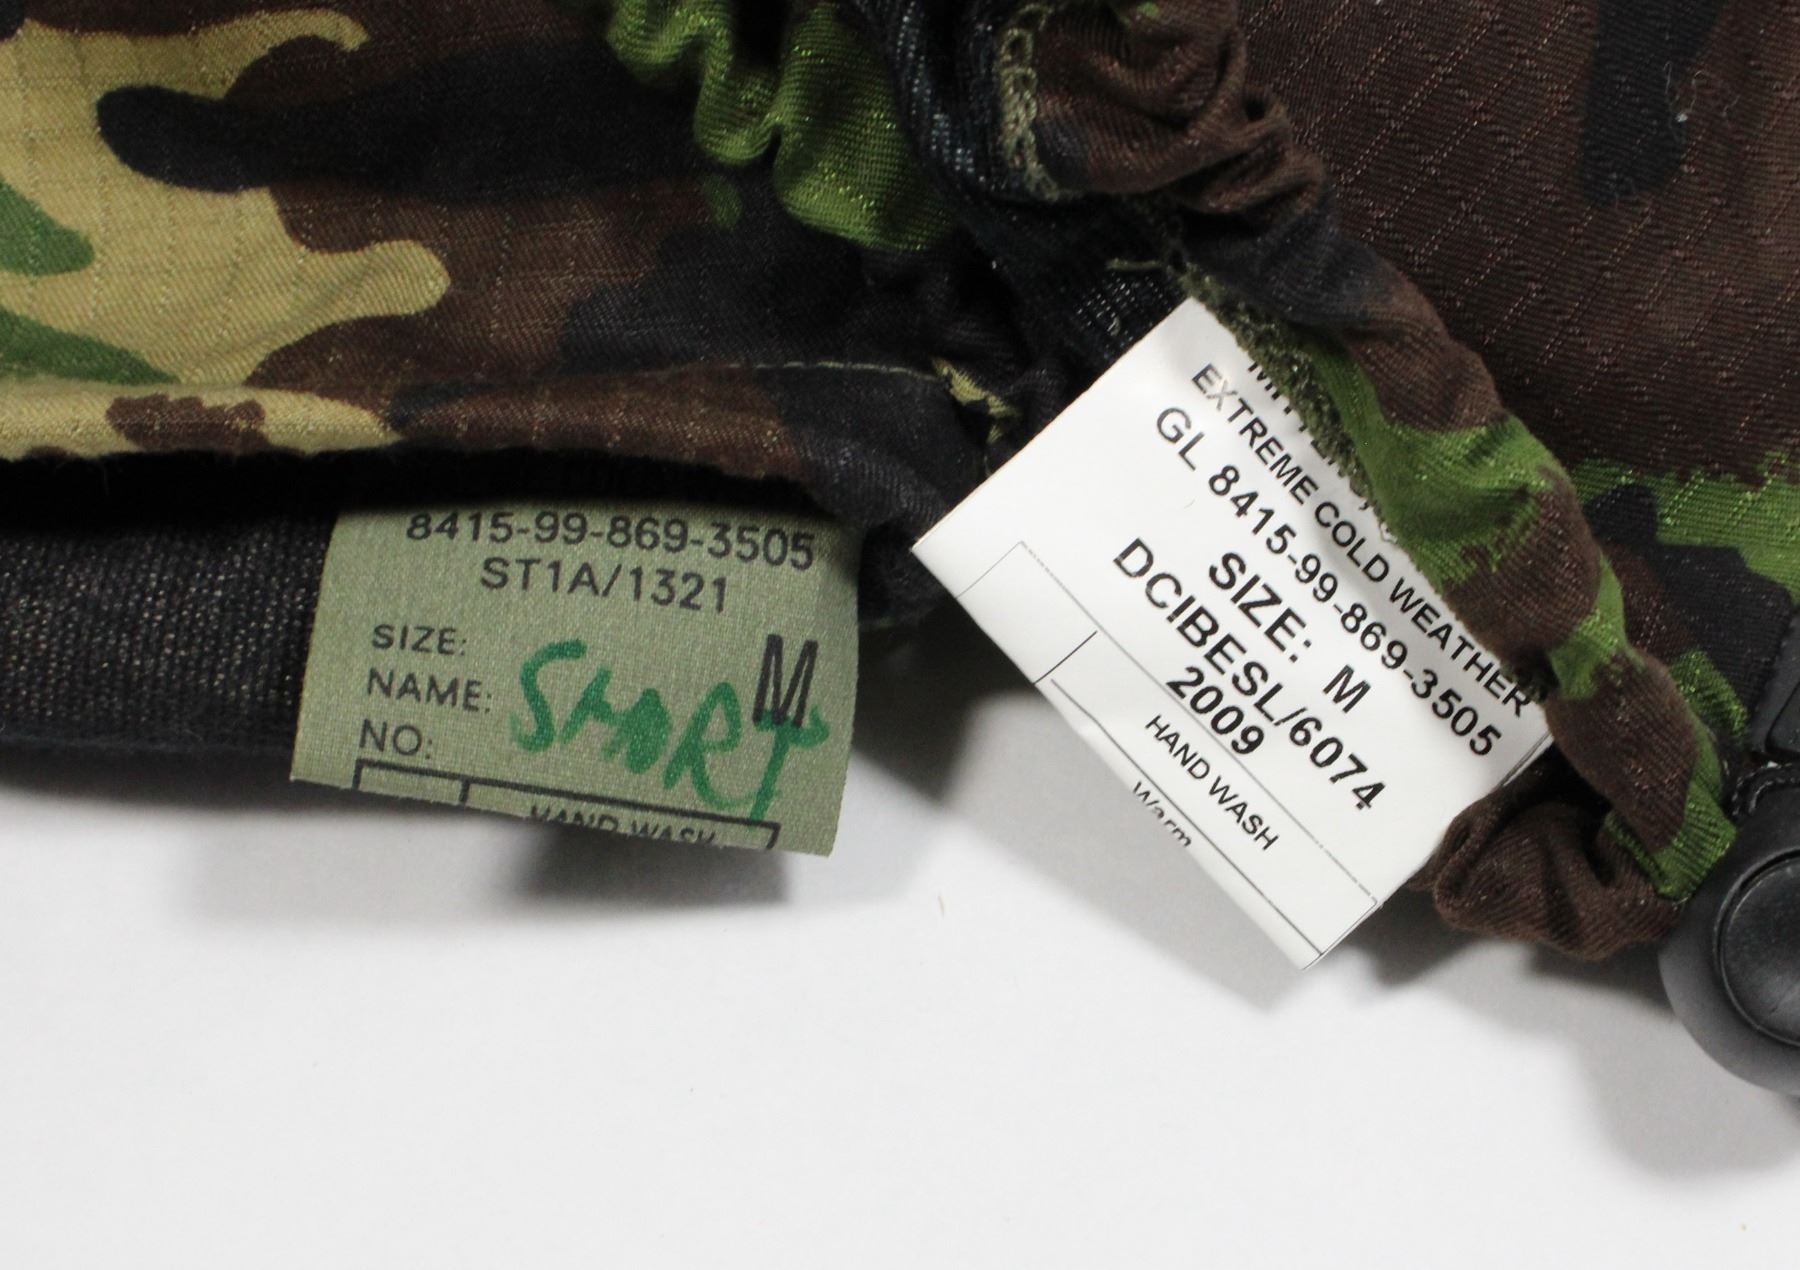 8415-99-869-3505
ST1A/1321
SIZE: M
NAME: SHORT
NO:
HAND WASH
EXTREME COLD WEATHER
GL 8415-99-869-3505
SIZE: M
DCIBESL/6074
2009
HAND WASH
Warm